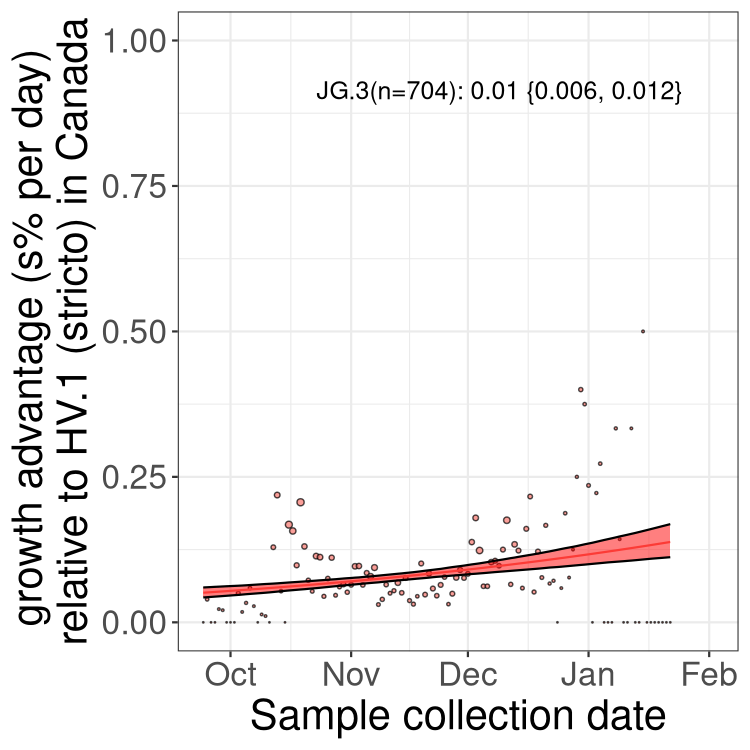 growth advantage (s% per day)
relative to HV.1 (stricto) in Canada
1.00
JG.3(n=704): 0.01 {0.006, 0.012}
0.75
0.50
0.25
0.00
Oct Nov Dec Jan Feb
Sample collection date